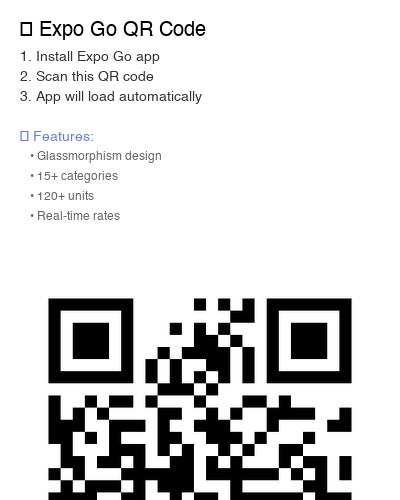 Expo Go QR Code
1. Install Expo Go app
2. Scan this QR code
3. App will load automatically
Features:
• Glassmorphism design
• 15+ categories
• 120+ units
• Real-time rates